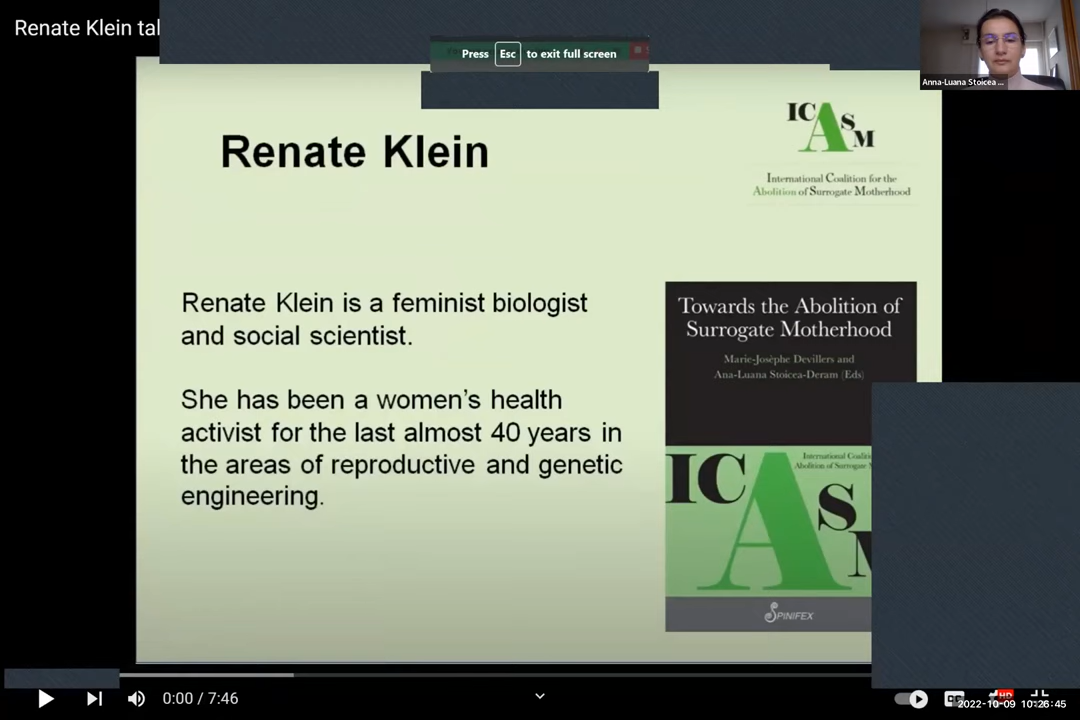 Renate Klein tal
Press Esc to exit full screen
Anna-Luana Stoicea ...
ICASM
International Coalition for the
Abolition of Surrogate Motherhood
Renate Klein
Renate Klein is a feminist biologist
and social scientist.
She has been a women's health
activist for the last almost 40 years in
the areas of reproductive and genetic
engineering.
Towards the Abolition of
Surrogate Motherhood
Marie-Josèphe Devillers and
Ana-Luana Stoicea-Deram (Eds)
International Coaliti
Abolition of Surrogate M
ICASM
SPINIFEX
0:00 / 7:46
CC
HD
2022-10-09 10:26:45